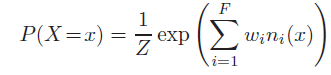 P(X=x) = \frac{1}{Z} \exp\left( \sum_{i=1}^{F} w_i n_i(x) \right)